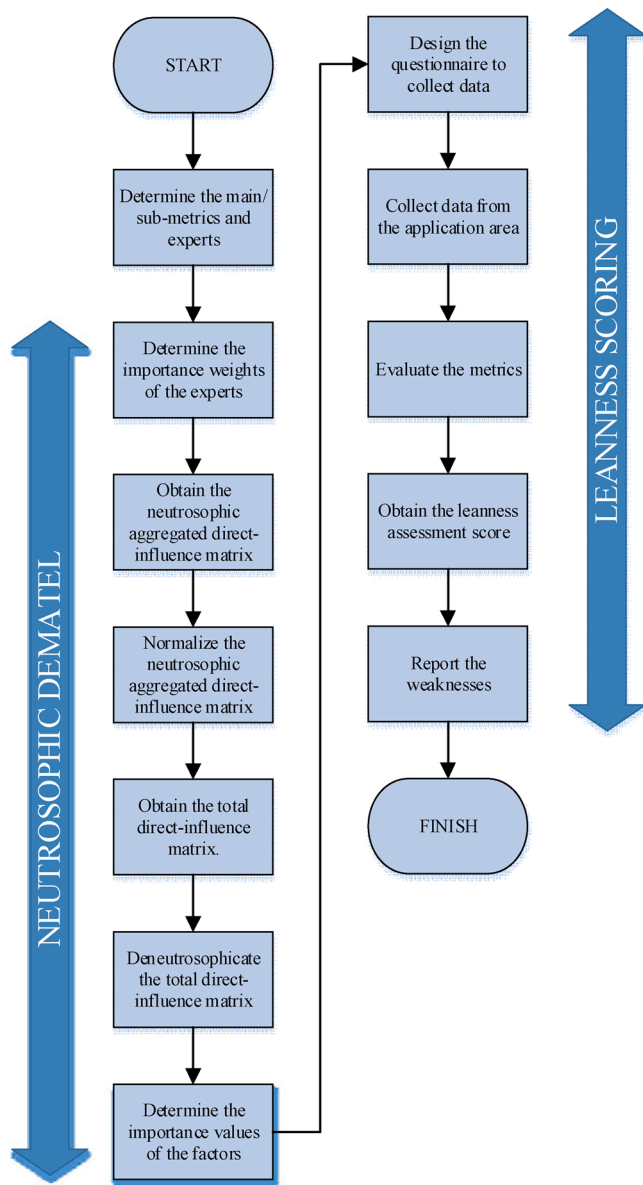 START
Determine the main/
sub-metrics and
experts
Determine the
importance weights
of the experts
Obtain the
neutrosophic
aggregated direct-
influence matrix
Normalize the
neutrosophic
aggregated direct-
influence matrix
Obtain the total
direct-influence
matrix.
Deneutrosophicate
the total direct-
influence matrix
Determine the
importance values
of the factors
NEUTROSOPHIC DEMATEL
Design the
questionnaire to
collect data
Collect data from
the application area
Evaluate the metrics
Obtain the leanness
assessment score
Report the
weaknesses
FINISH
LEANNESS SCORING